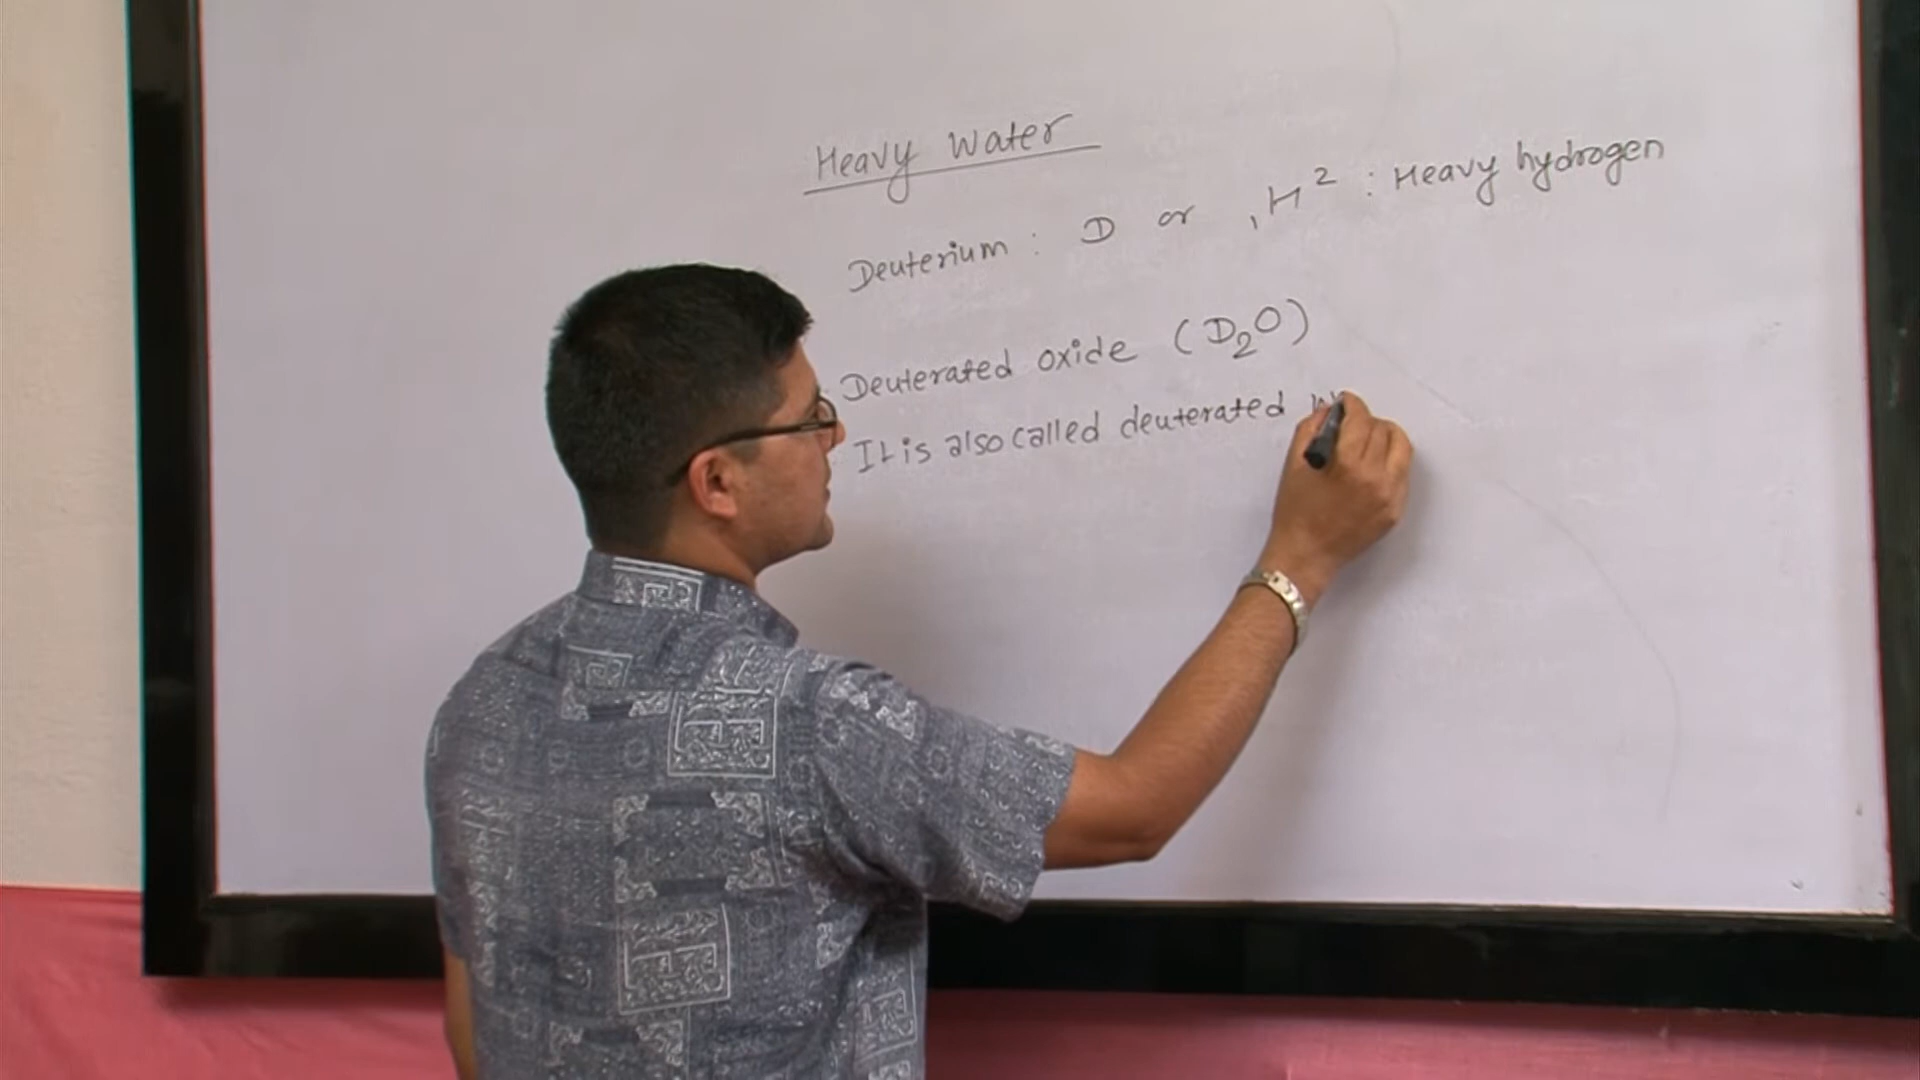 Heavy Water
Deuterium : D or ₁H² : Heavy hydrogen
Deuterated oxide (D₂O)
It is also called deuterated